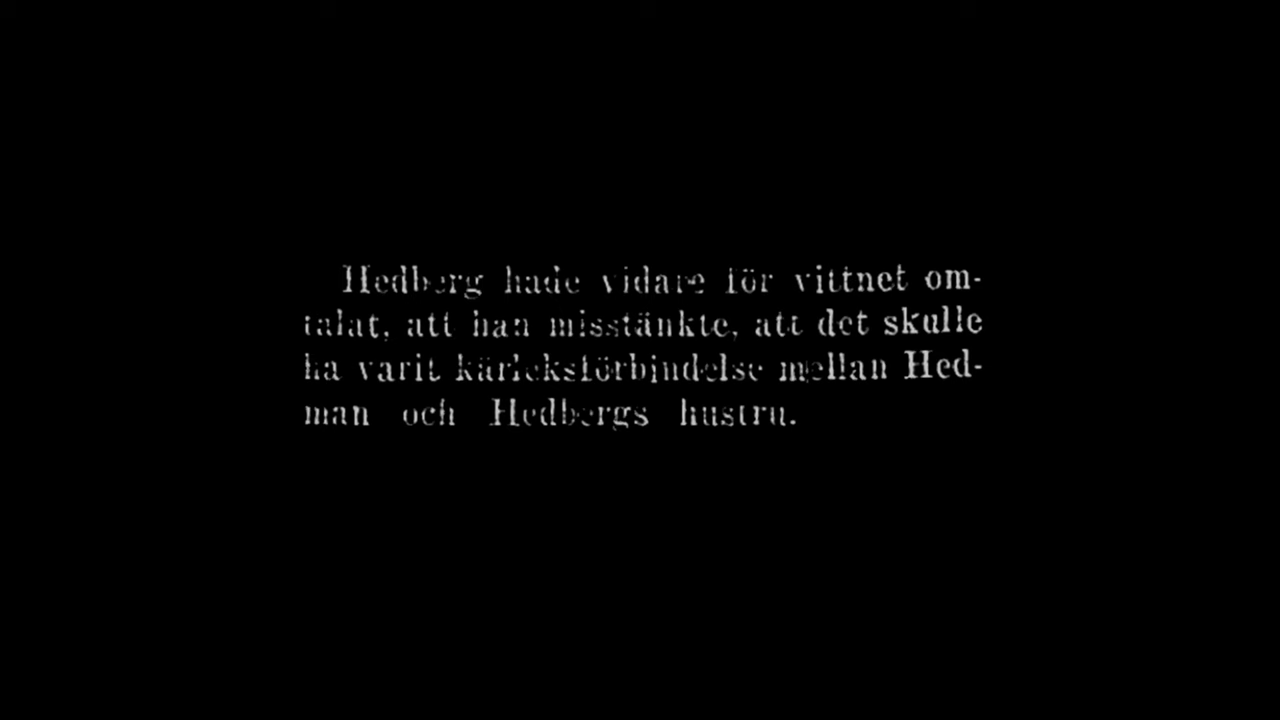 Hedberg hade vidare för vittnet om-
talat, att han misstänkte, att det skulle
ha varit kärleksförbindelse mellan Hed-
man och Hedbergs hustru.